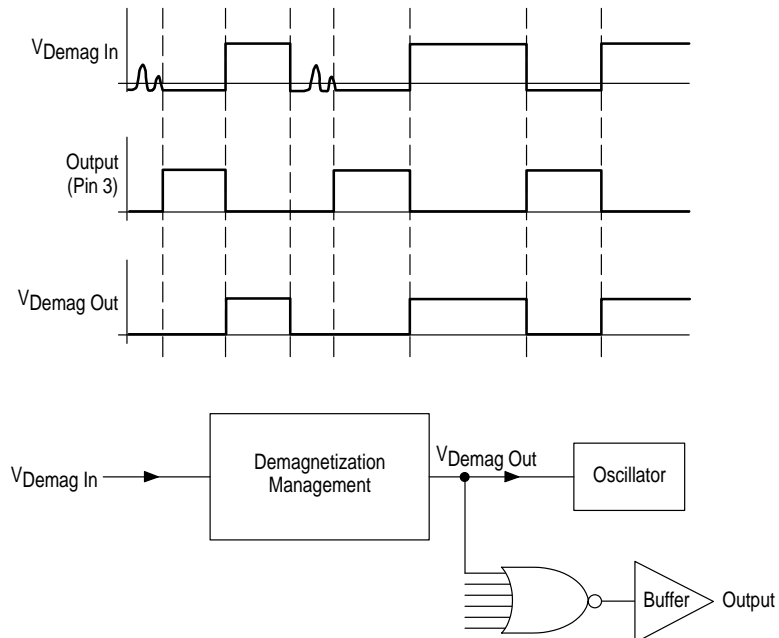 VDemag In
Output
(Pin 3)
VDemag Out
VDemag In
Demagnetization
Management
VDemag Out
Oscillator
Buffer
Output